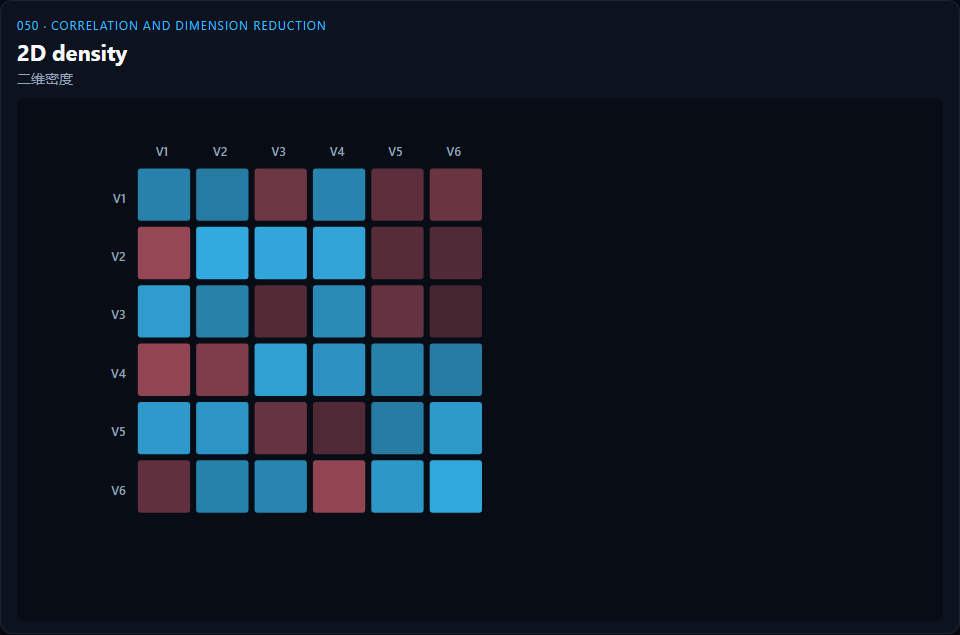 050 · CORRELATION AND DIMENSION REDUCTION
2D density
二维密度
V1 V2 V3 V4 V5 V6
V1
V2
V3
V4
V5
V6